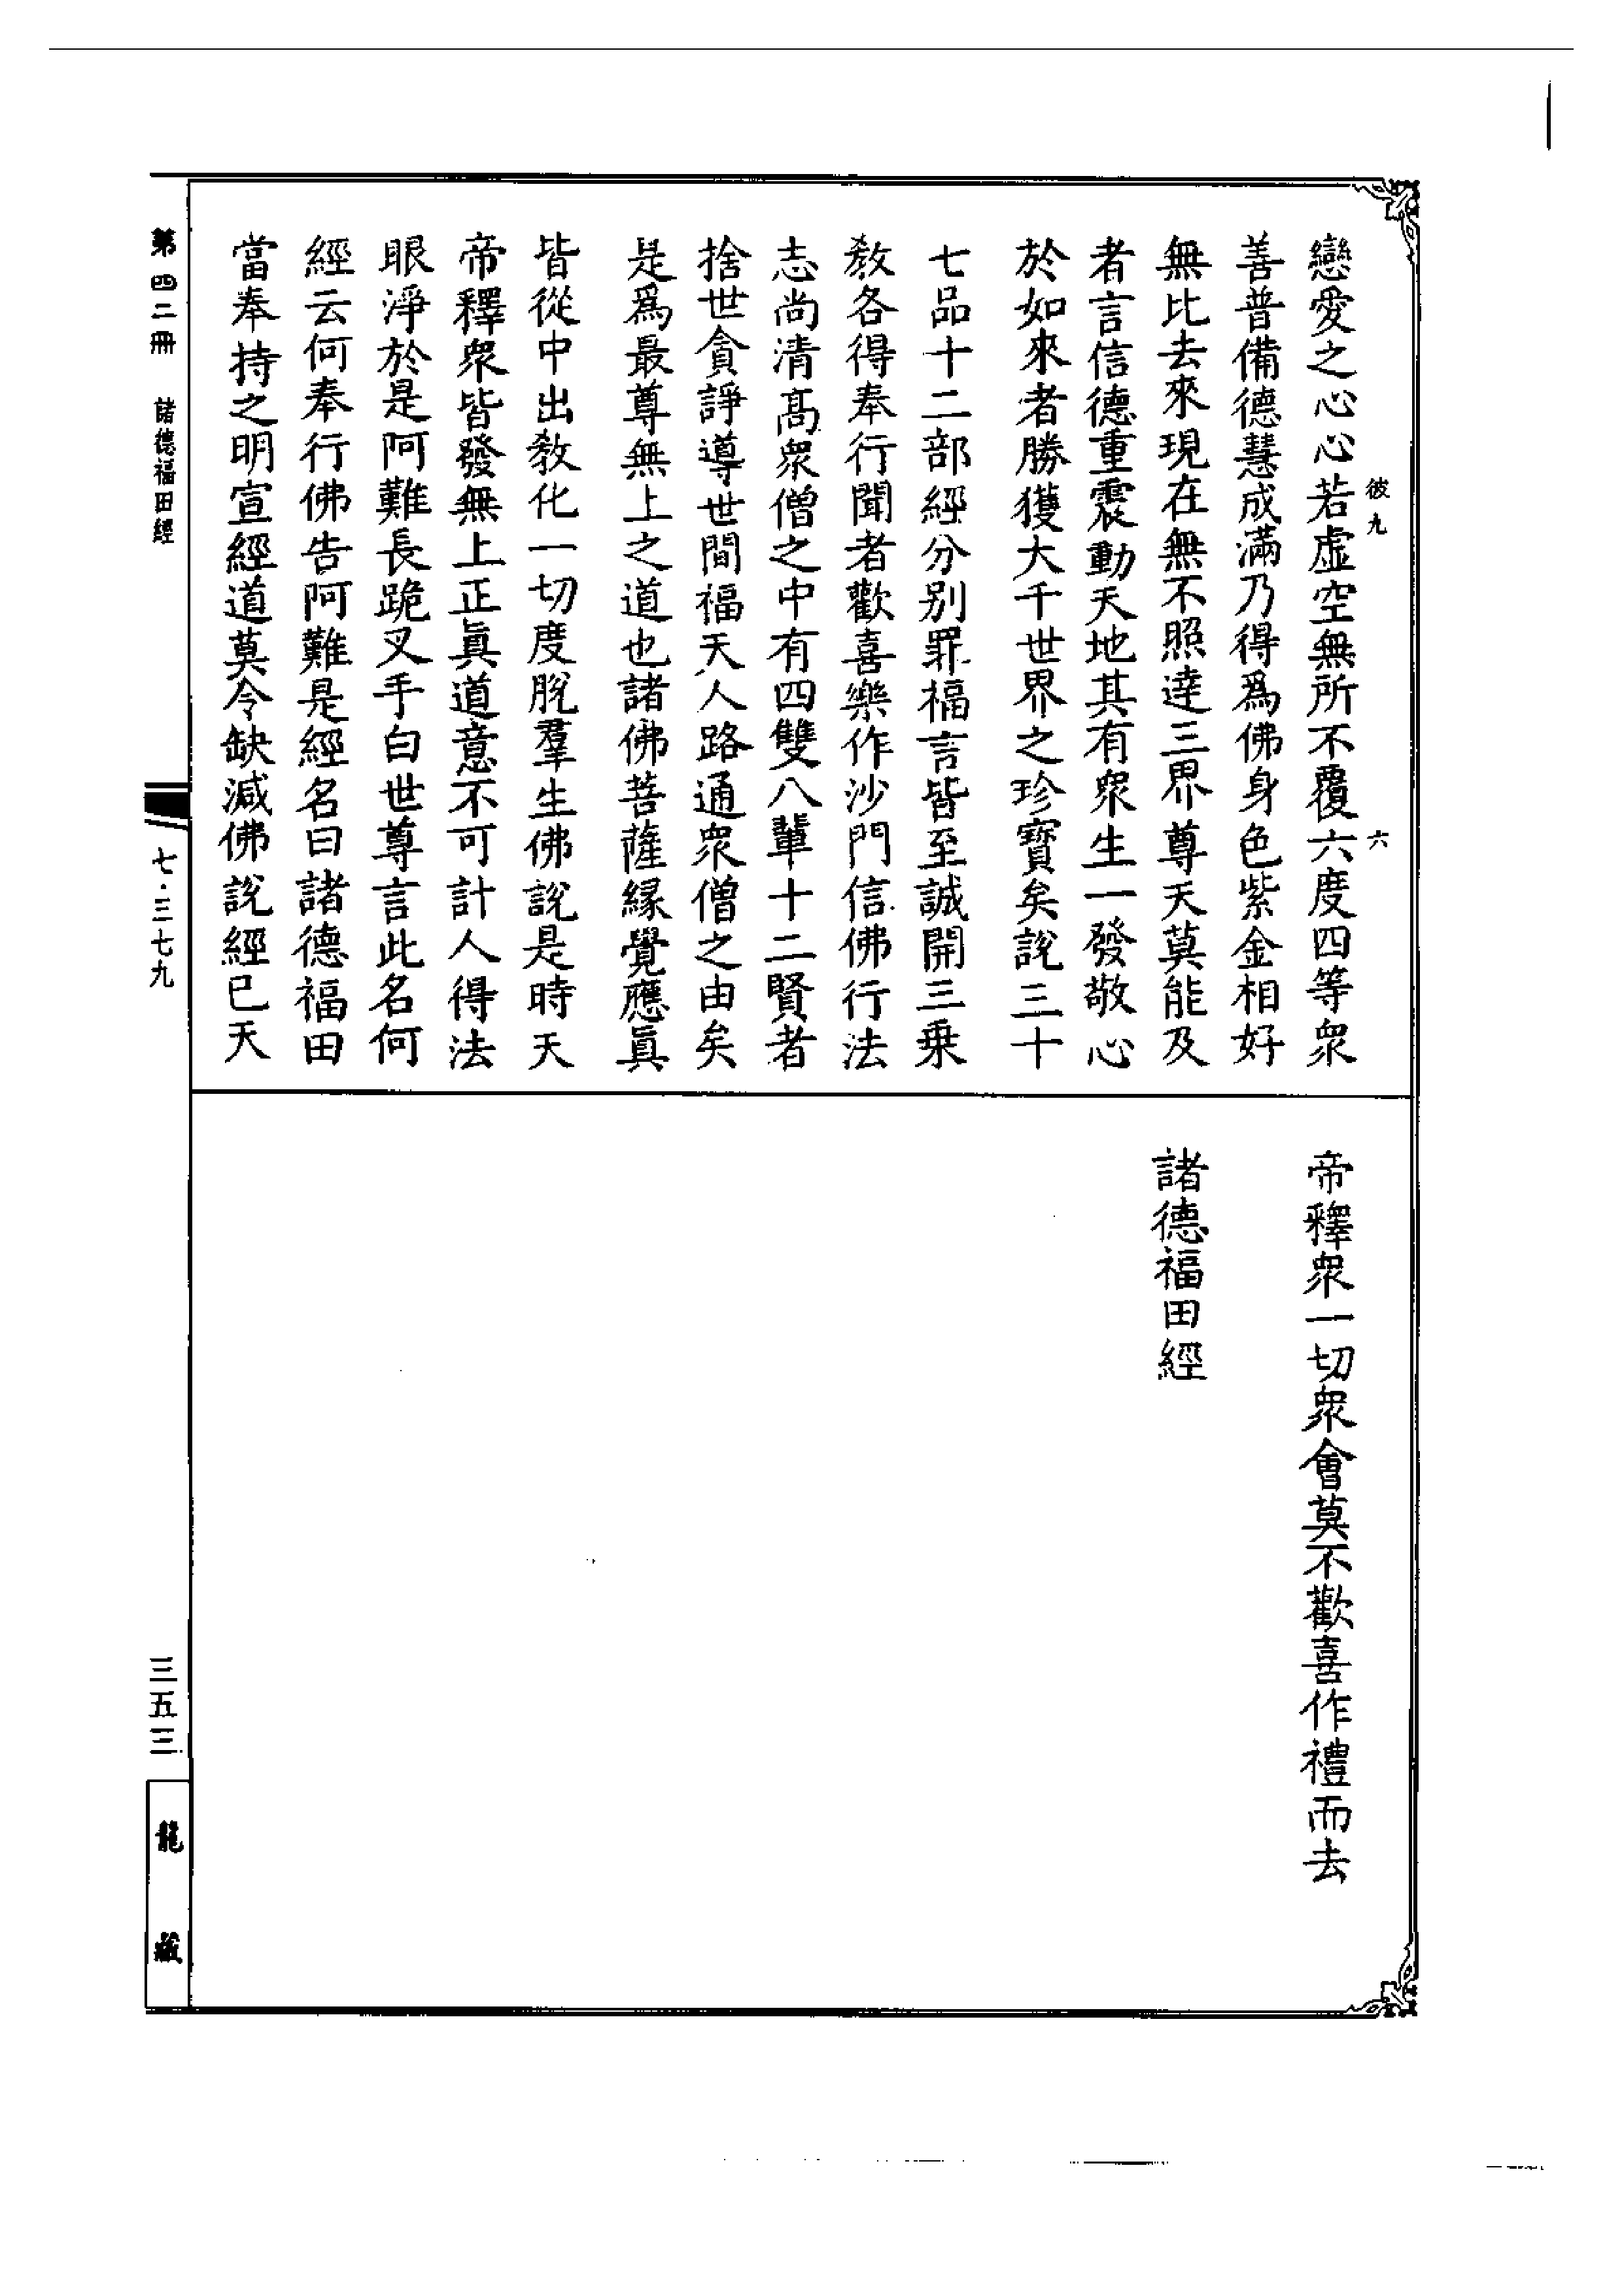 彼九
六
戀愛之心心若虛空無所不覆六度四等衆
善普備德慧成滿乃得爲佛身色紫金相好
無比去來現在無不照達三界尊天莫能及
者言信德重震動天地其有衆生一發敬心
於如來者勝獲大千世界之珍寶矣說三十
七品十二部經分別罪福言皆至誠開三乗
教各得奉行聞者歡喜樂作沙門信佛行法
志尚清髙衆僧之中有四雙八輩十二賢者
捨世貪諍導世間福天人路通衆僧之由矣
是爲最尊無上之道也諸佛菩薩緣覺應眞
皆從中出教化一切度脫羣生佛說是時天
帝釋衆皆發無上正眞道意不可計人得法
眼淨於是阿難長跪叉手白世尊言此名何
經云何奉行佛告阿難是經名曰諸德福田
當奉持之明宣經道莫令缺減佛說經已天
帝釋衆一切衆會莫不歡喜作禮而去
諸德福田經
第四二冊 諸德福田經
七·三七九
三五三
龍藏